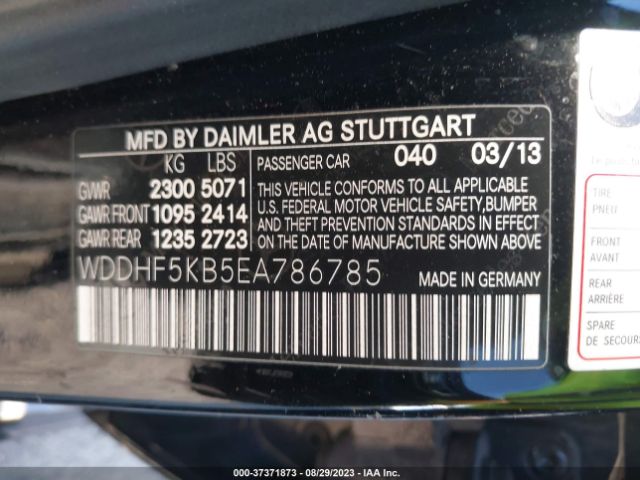 MFD BY DAIMLER AG STUTTGART
KG LBS
PASSENGER CAR 040 03/13
GVWR 2300 5071
GAWR FRONT 1095 2414
GAWR REAR 1235 2723
THIS VEHICLE CONFORMS TO ALL APPLICABLE
U.S. FEDERAL MOTOR VEHICLE SAFETY, BUMPER
AND THEFT PREVENTION STANDARDS IN EFFECT
ON THE DATE OF MANUFACTURE SHOWN ABOVE.
WDDHF5KB5EA786785
MADE IN GERMANY
TIRE
PNEU
FRONT
AVANT
REAR
ARRIÈRE
SPARE
DE SECOURS
000-37371873 | 08/29/2023 | IAA Inc.